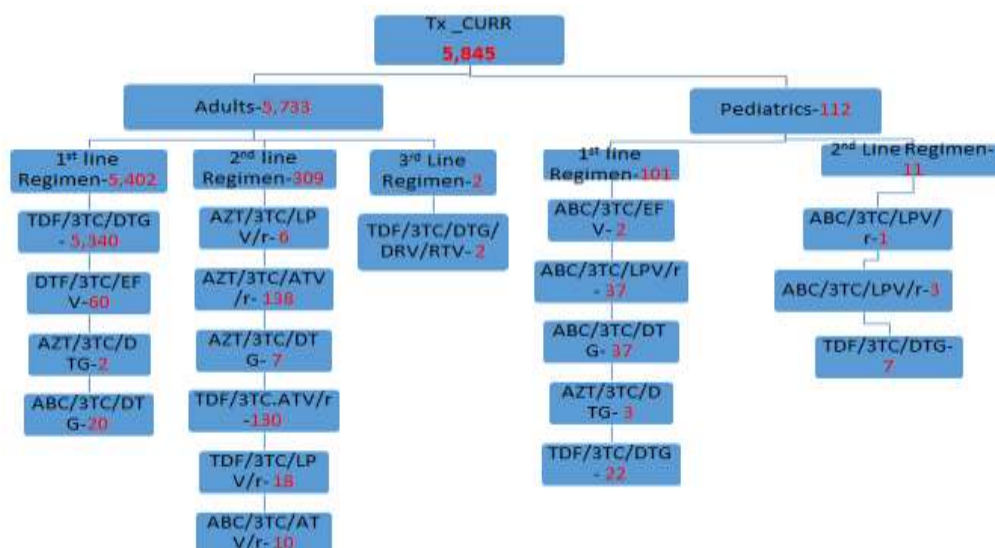 Tx _CURR
5,845
Adults-5,733
Pediatrics-112
1st line
Regimen-5,402
TDF/3TC/DTG
- 5,340
DTF/3TC/EF
V-60
AZT/3TC/D
TG-2
ABC/3TC/DT
G-20
2nd line
Regimen-309
AZT/3TC/LP
V/r- 6
AZT/3TC/ATV
/r- 138
AZT/3TC/DT
G- 7
TDF/3TC.ATV/r
-130
TDF/3TC/LP
V/r- 18
ABC/3TC/AT
V/r- 10
3rd Line
Regimen-2
TDF/3TC/DTG/
DRV/RTV- 2
1st line
Regimen-101
ABC/3TC/EF
V- 2
ABC/3TC/LPV/r
- 37
ABC/3TC/DT
G- 37
AZT/3TC/D
TG- 3
TDF/3TC/DTG
- 22
2nd Line Regimen-
11
ABC/3TC/LPV/
r-1
ABC/3TC/LPV/r-3
TDF/3TC/DTG-
7